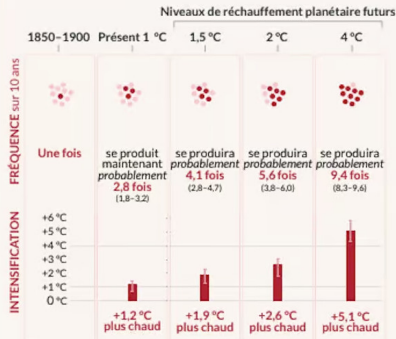 Niveaux de réchauffement planétaire futurs
1850–1900 Présent 1 °C 1,5 °C 2 °C 4 °C
FRÉQUENCE sur 10 ans
Une fois
se produit
maintenant
probablement
2,8 fois
(1,8–3,2)
se produira
probablement
4,1 fois
(2,8–4,7)
se produira
probablement
5,6 fois
(3,8–6,0)
se produira
probablement
9,4 fois
(8,3–9,6)
INTENSIFICATION
+6 °C
+5 °C
+4 °C
+3 °C
+2 °C
+1 °C
0 °C
+1,2 °C
plus chaud
+1,9 °C
plus chaud
+2,6 °C
plus chaud
+5,1 °C
plus chaud